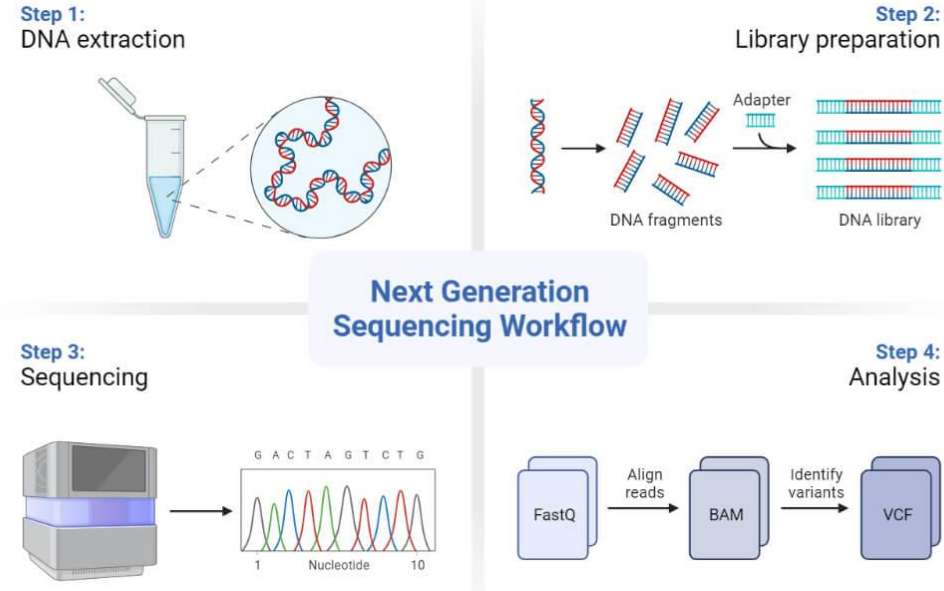 Step 1:
DNA extraction
Step 2:
Library preparation
Adapter
DNA fragments
DNA library
Next Generation
Sequencing Workflow
Step 3:
Sequencing
G A C T A G T C T G
1 Nucleotide 10
Step 4:
Analysis
FastQ
Align
reads
BAM
Identify
variants
VCF